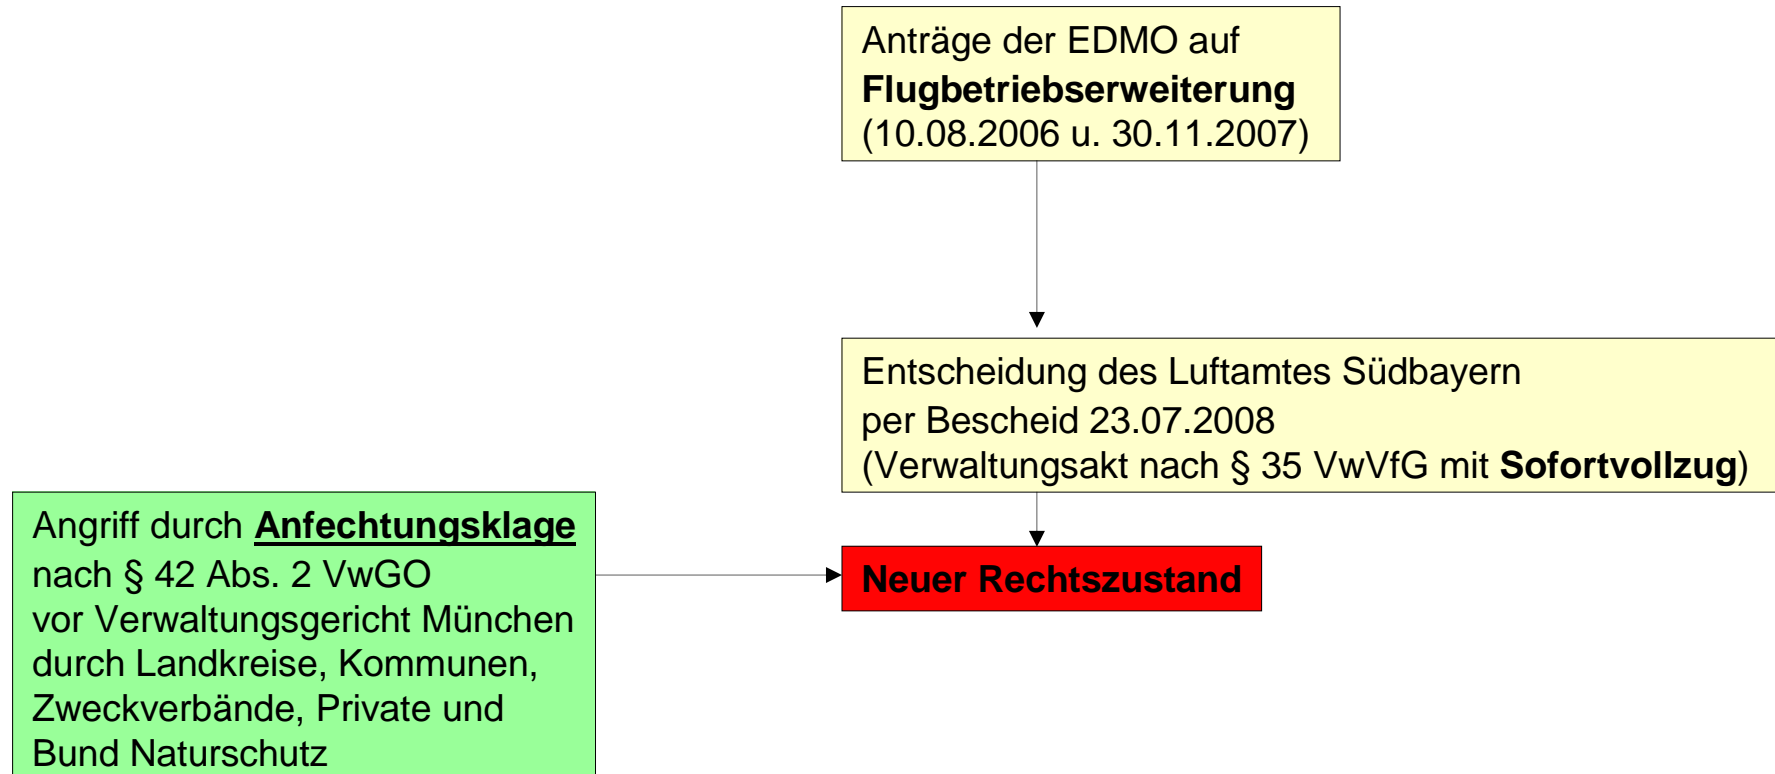 Anträge der EDMO auf
Flugbetriebserweiterung
(10.08.2006 u. 30.11.2007)
Entscheidung des Luftamtes Südbayern
per Bescheid 23.07.2008
(Verwaltungsakt nach § 35 VwVfG mit Sofortvollzug)
Angriff durch Anfechtungsklage
nach § 42 Abs. 2 VwGO
vor Verwaltungsgericht München
durch Landkreise, Kommunen,
Zweckverbände, Private und
Bund Naturschutz
Neuer Rechtszustand